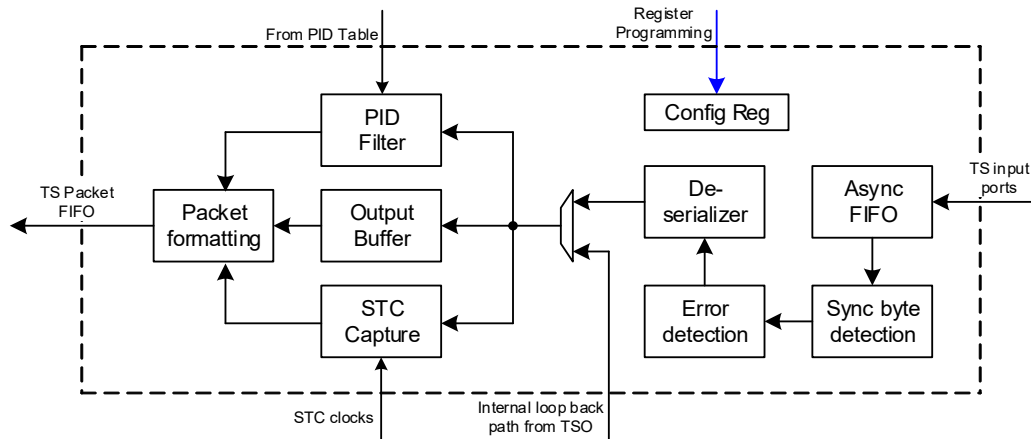 From PID Table
Register
Programming
PID
Filter
Config Reg
TS Packet
FIFO
Packet
formatting
Output
Buffer
De-
serializer
Async
FIFO
TS input
ports
STC
Capture
Error
detection
Sync byte
detection
STC clocks
Internal loop back
path from TSO